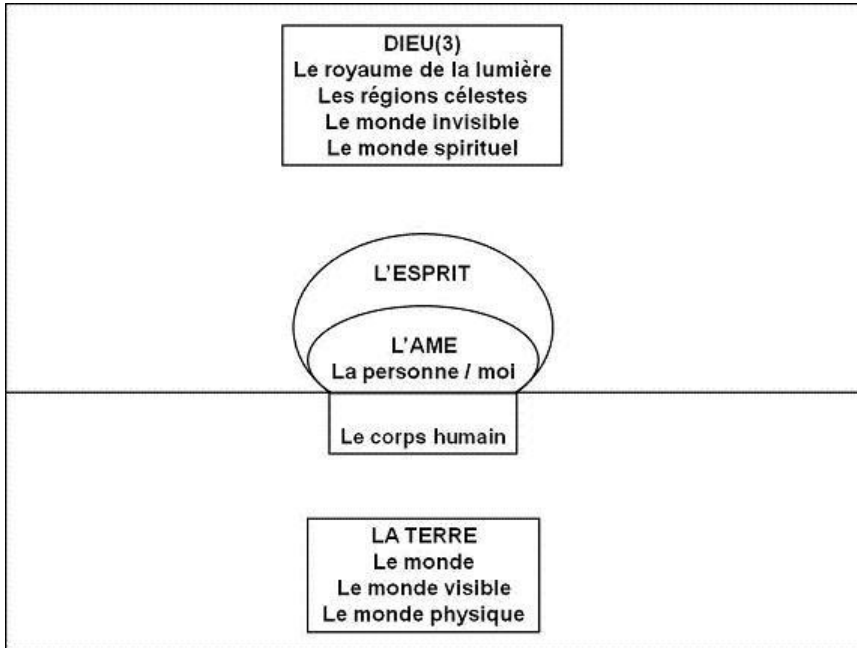 DIEU(3)
Le royaume de la lumière
Les régions célestes
Le monde invisible
Le monde spirituel
L'ESPRIT
L'AME
La personne / moi
Le corps humain
LA TERRE
Le monde
Le monde visible
Le monde physique